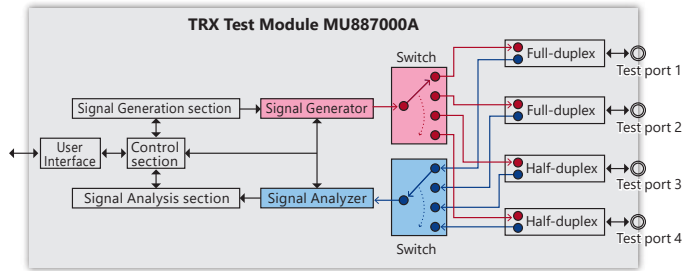 TRX Test Module MU887000A
Switch
Full-duplex
Test port 1
Signal Generation section
Signal Generator
Full-duplex
Test port 2
User
Interface
Control
section
Half-duplex
Test port 3
Signal Analysis section
Signal Analyzer
Half-duplex
Test port 4
Switch